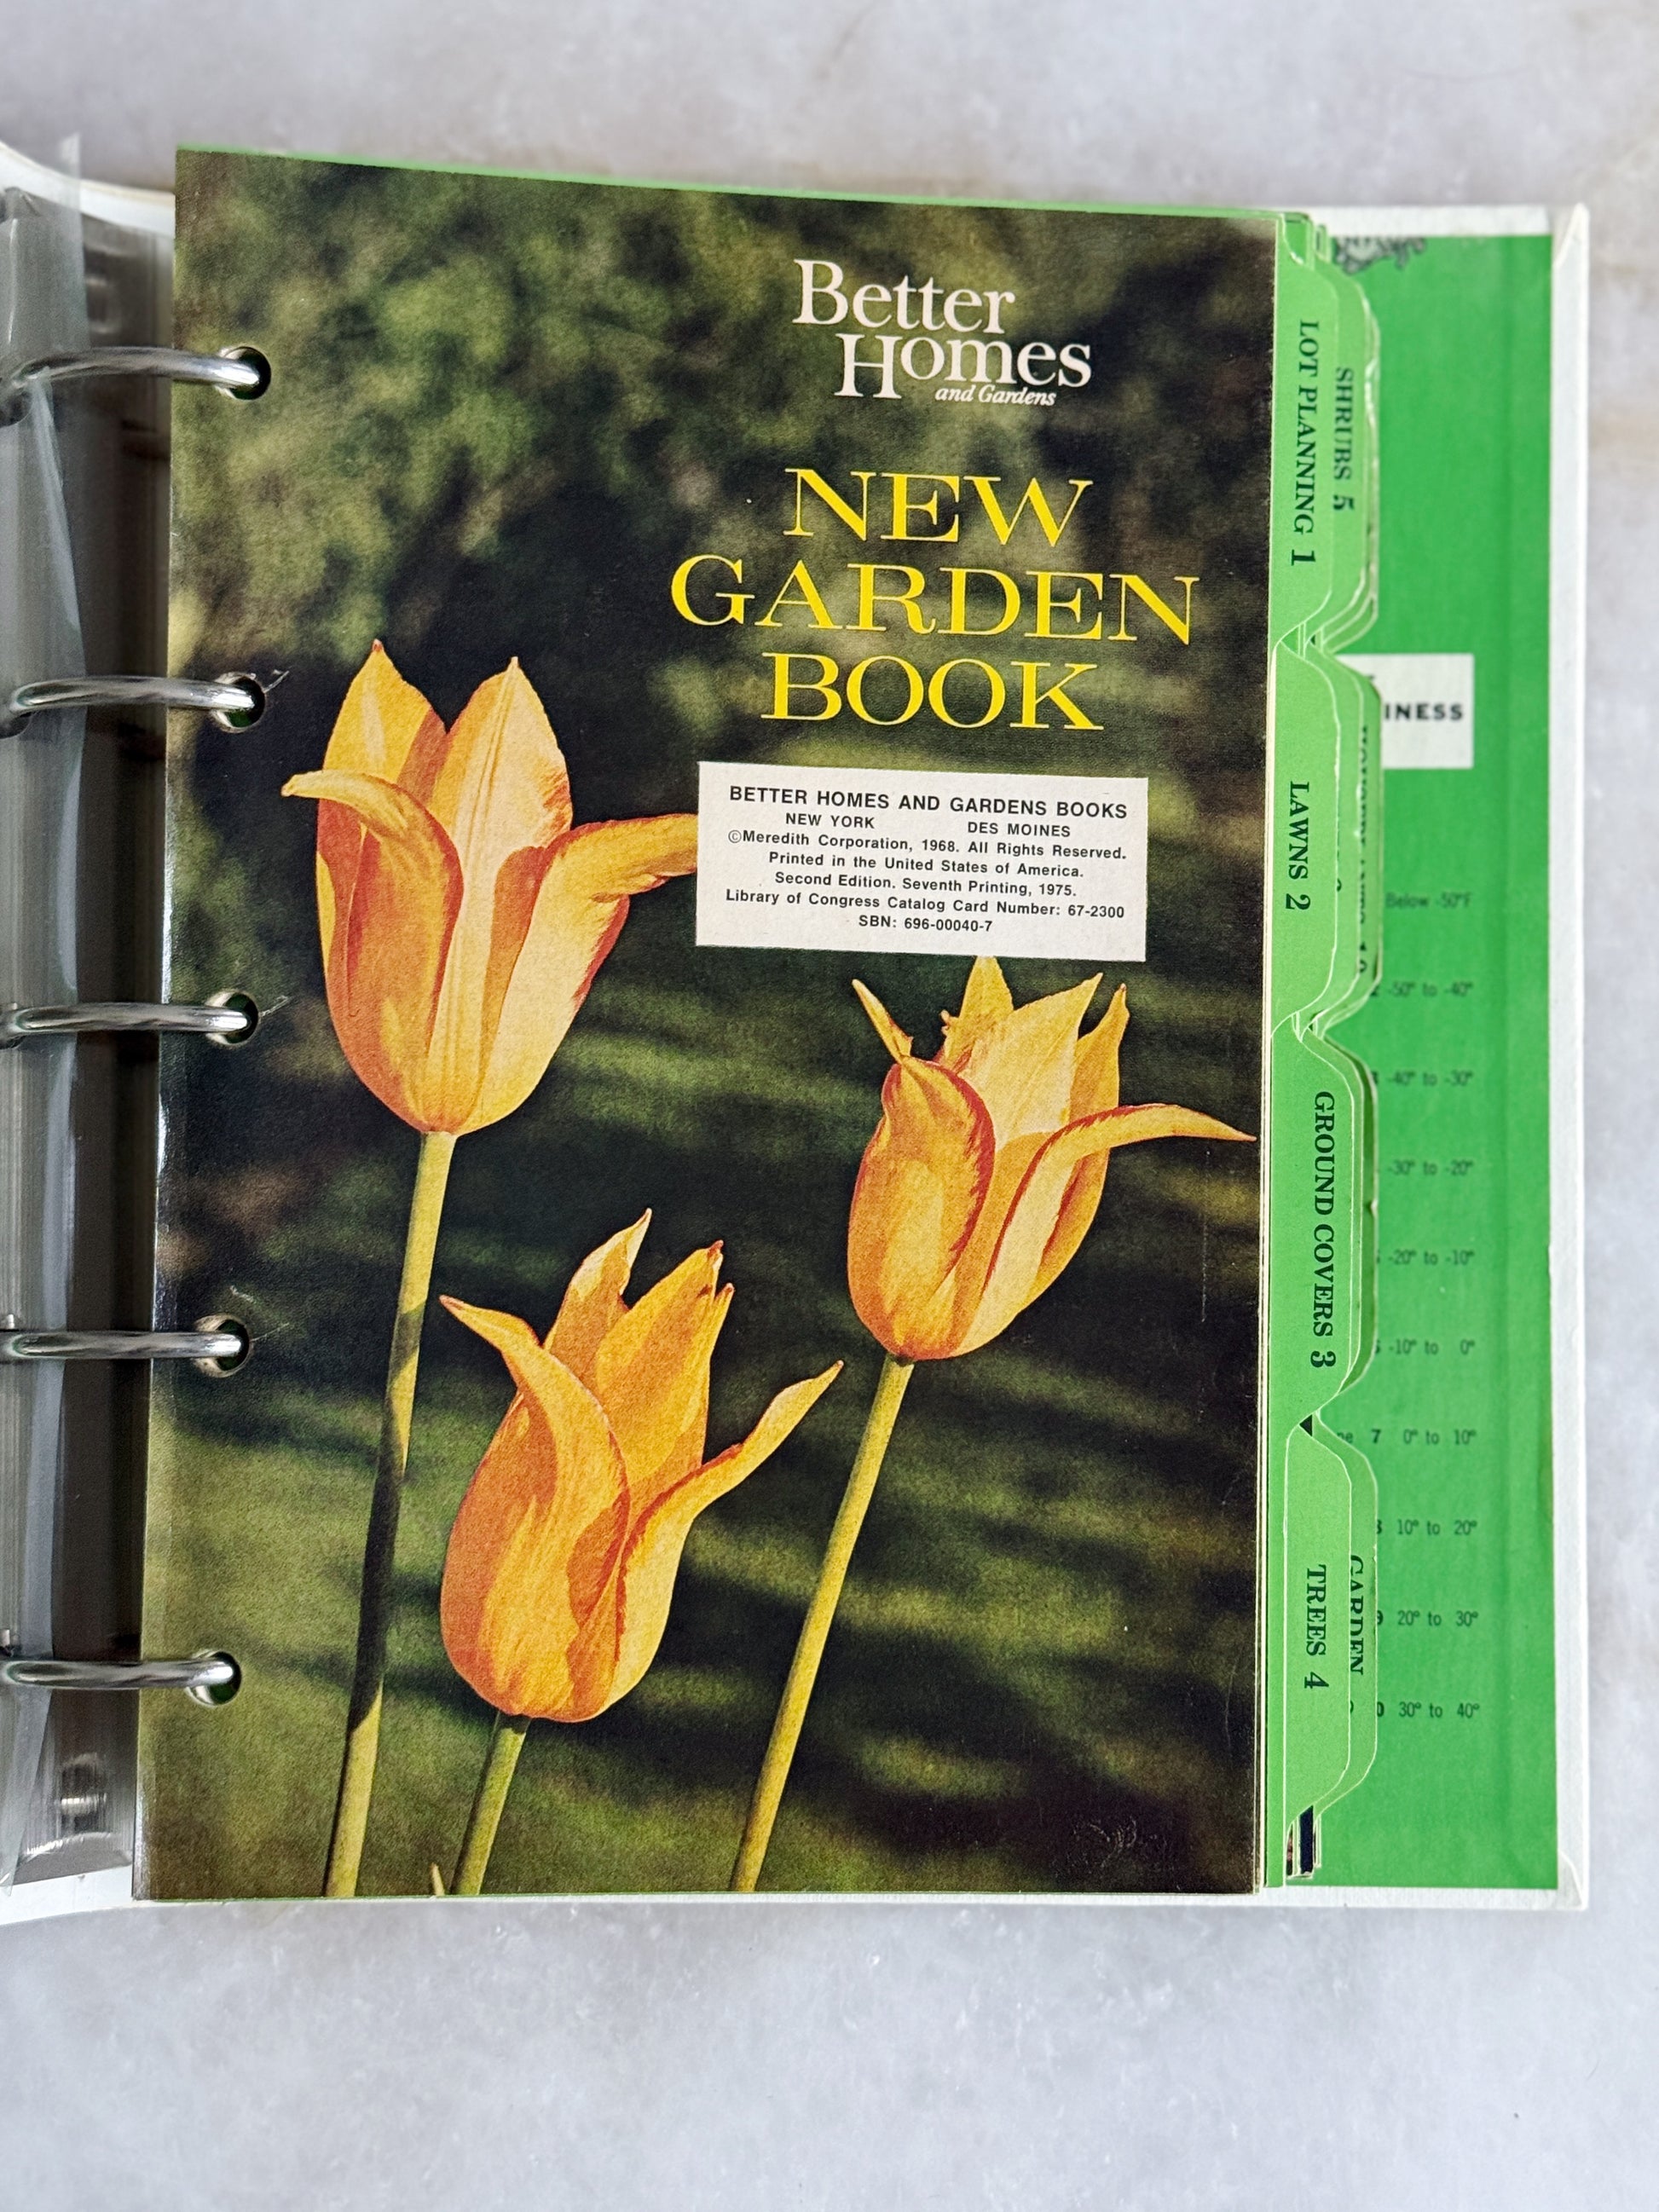 Better
Homes
and Gardens
NEW
GARDEN
BOOK
BETTER HOMES AND GARDENS BOOKS
NEW YORK DES MOINES
©Meredith Corporation, 1968. All Rights Reserved.
Printed in the United States of America.
Second Edition. Seventh Printing, 1975.
Library of Congress Catalog Card Number: 67-2300
SBN: 696-00040-7
LOT PLANNING 1
SHRUBS 5
LAWNS 2
GROUND COVERS 3
TREES 4
GARDEN
INESS
Below -50°F
-50° to -40°
-40° to -30°
-30° to -20°
-20° to -10°
-10° to 0°
7 0° to 10°
10° to 20°
20° to 30°
30° to 40°